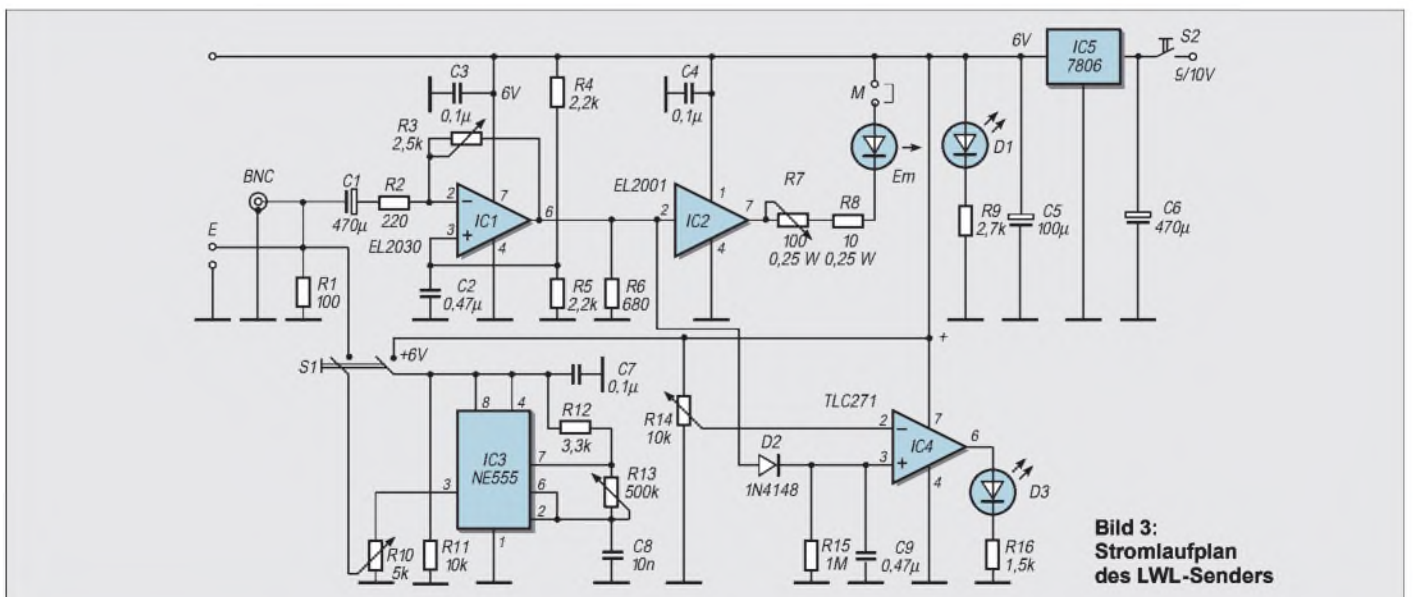 IC5
7806
6V
S2
9/10V
C3
0,1µ
6V
R4
2,2k
C4
0,1µ
M
R3
2,5k
D1
Em
BNC
C1
470µ
R2
220
2
7
IC1
3
4
6
EL2030
EL2001
2
1
IC2
7
4
R7
100
0,25 W
R8
10
0,25 W
R9
2,7k
C5
100µ
C6
470µ
E
R1
100
C2
0,47µ
R5
2,2k
R6
680
S1
+6V
+
C7
0,1µ
8
4
R12
3,3k
R14
10k
TLC271
2
7
IC4
6
3
4
IC3
NE555
7
R13
500k
3
6
2
D2
1N4148
D3
1
R10
5k
R11
10k
C8
10n
R15
1M
C9
0,47µ
R16
1,5k
Bild 3:
Stromlaufplan
des LWL-Senders